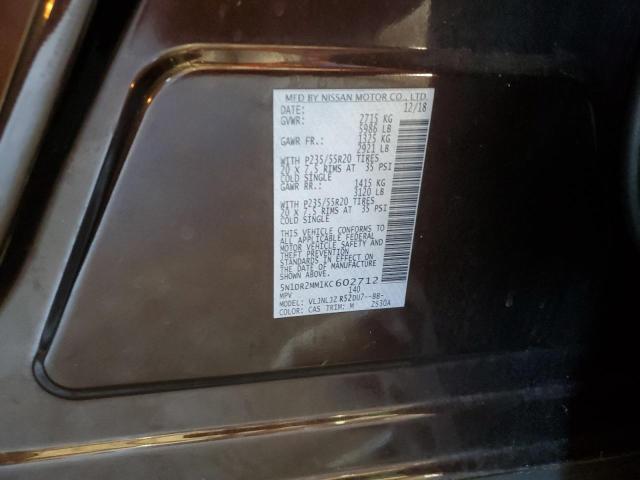 MFD BY NISSAN MOTOR CO., LTD.
DATE: 12/18
GVWR: 2715 KG
5986 LB
GAWR FR.: 1325 KG
2921 LB
WITH P235/55R20 TIRES
20 X 7.5 RIMS AT 35 PSI
COLD SINGLE
GAWR RR.: 1415 KG
3120 LB
WITH P235/55R20 TIRES
20 X 7.5 RIMS AT 35 PSI
COLD SINGLE
THIS VEHICLE CONFORMS TO
ALL APPLICABLE FEDERAL
MOTOR VEHICLE SAFETY AND
THEFT PREVENTION
STANDARDS IN EFFECT ON
THE DATE OF MANUFACTURE
SHOWN ABOVE.
5N1DR2MM1KC602712
MPV 140
MODEL: VLJNLJZ R52DU7--BB-
COLOR: CAS TRIM: M ZS30A